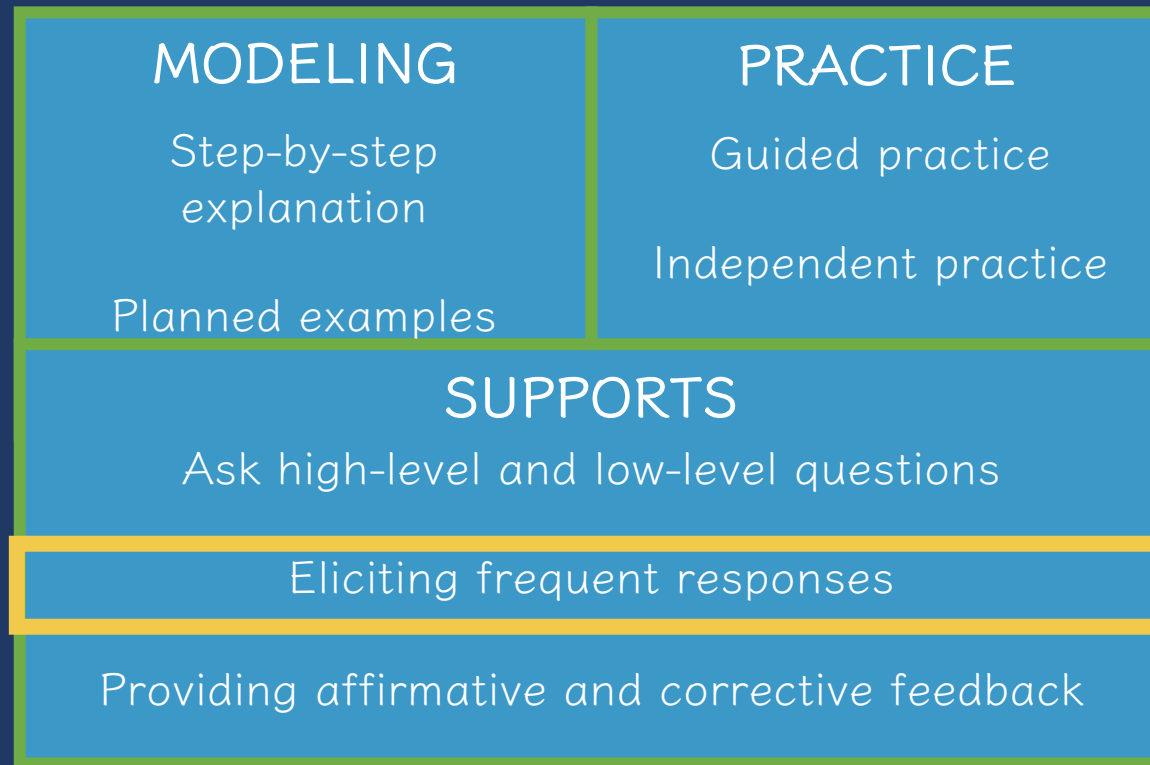 MODELING
Step-by-step
explanation
Planned examples
PRACTICE
Guided practice
Independent practice
SUPPORTS
Ask high-level and low-level questions
Eliciting frequent responses
Providing affirmative and corrective feedback